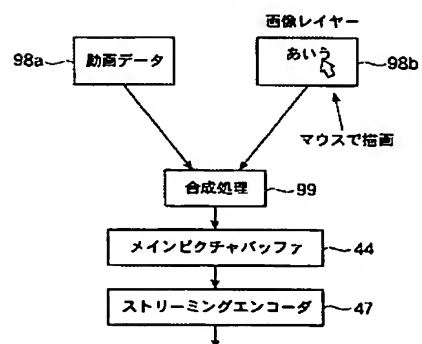 画像レイヤー
98a
動画データ
あいう
98b
マウスで描画
合成処理
99
メインピクチャバッファ
44
ストリーミングエンコーダ
47